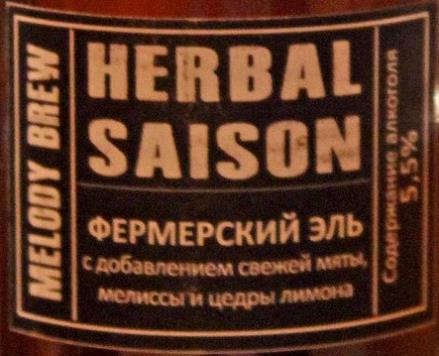 MELODY BREW
HERBAL
SAISON
ФЕРМЕРСКИЙ ЭЛЬ
с добавлением свежей мяты,
мелиссы и цедры лимона
Содержание алкоголя
5,5%